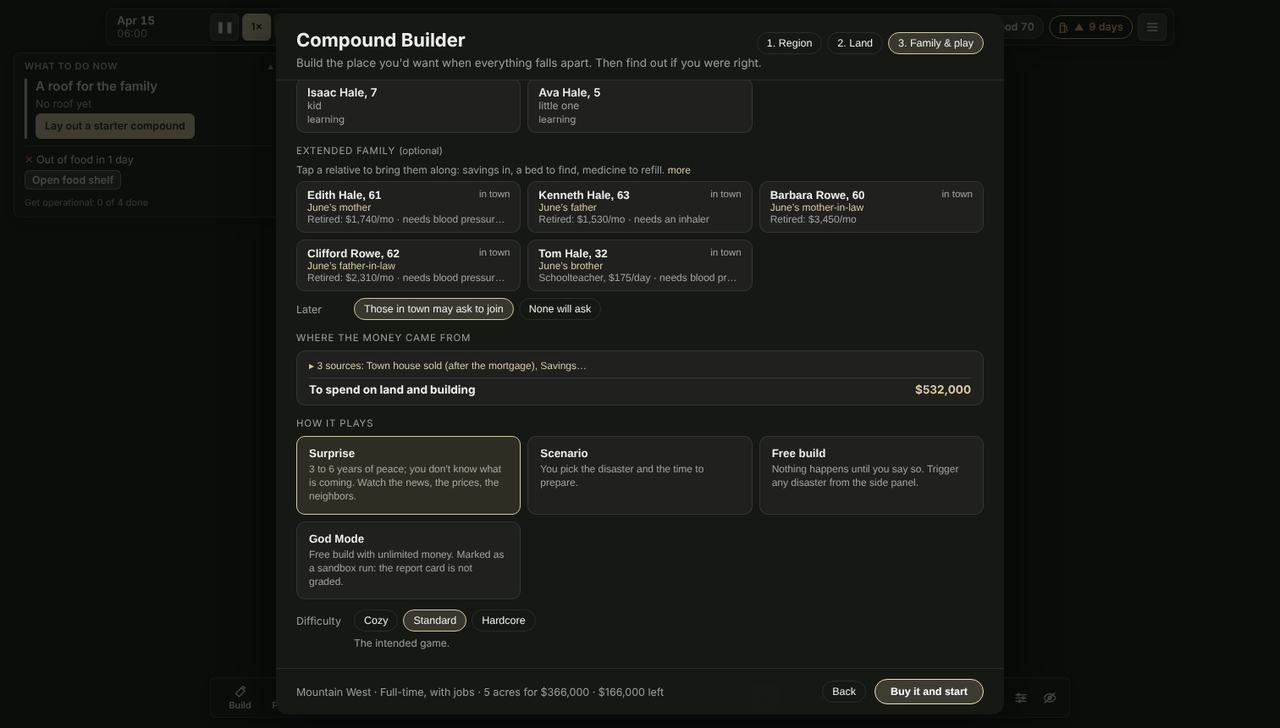 Apr 15
06:00
1×
od 70
9 days
WHAT TO DO NOW
A roof for the family
No roof yet
Lay out a starter compound
× Out of food in 1 day
Open food shelf
Get operational: 0 of 4 done
Compound Builder
Build the place you'd want when everything falls apart. Then find out if you were right.
1. Region
2. Land
3. Family & play
Isaac Hale, 7
kid
learning
Ava Hale, 5
little one
learning
EXTENDED FAMILY (optional)
Tap a relative to bring them along: savings in, a bed to find, medicine to refill. more
Edith Hale, 61
in town
June's mother
Retired: $1,740/mo · needs blood pressur…
Kenneth Hale, 63
in town
June's father
Retired: $1,530/mo · needs an inhaler
Barbara Rowe, 60
in town
June's mother-in-law
Retired: $3,450/mo
Clifford Rowe, 62
in town
June's father-in-law
Retired: $2,310/mo · needs blood pressur…
Tom Hale, 32
in town
June's brother
Schoolteacher, $175/day · needs blood pr…
Later
Those in town may ask to join
None will ask
WHERE THE MONEY CAME FROM
▸ 3 sources: Town house sold (after the mortgage), Savings…
To spend on land and building
$532,000
HOW IT PLAYS
Surprise
3 to 6 years of peace; you don't know what
is coming. Watch the news, the prices, the
neighbors.
Scenario
You pick the disaster and the time to
prepare.
Free build
Nothing happens until you say so. Trigger
any disaster from the side panel.
God Mode
Free build with unlimited money. Marked as
a sandbox run: the report card is not
graded.
Difficulty
Cozy
Standard
Hardcore
The intended game.
Mountain West · Full-time, with jobs · 5 acres for $366,000 · $166,000 left
Back
Buy it and start
Build